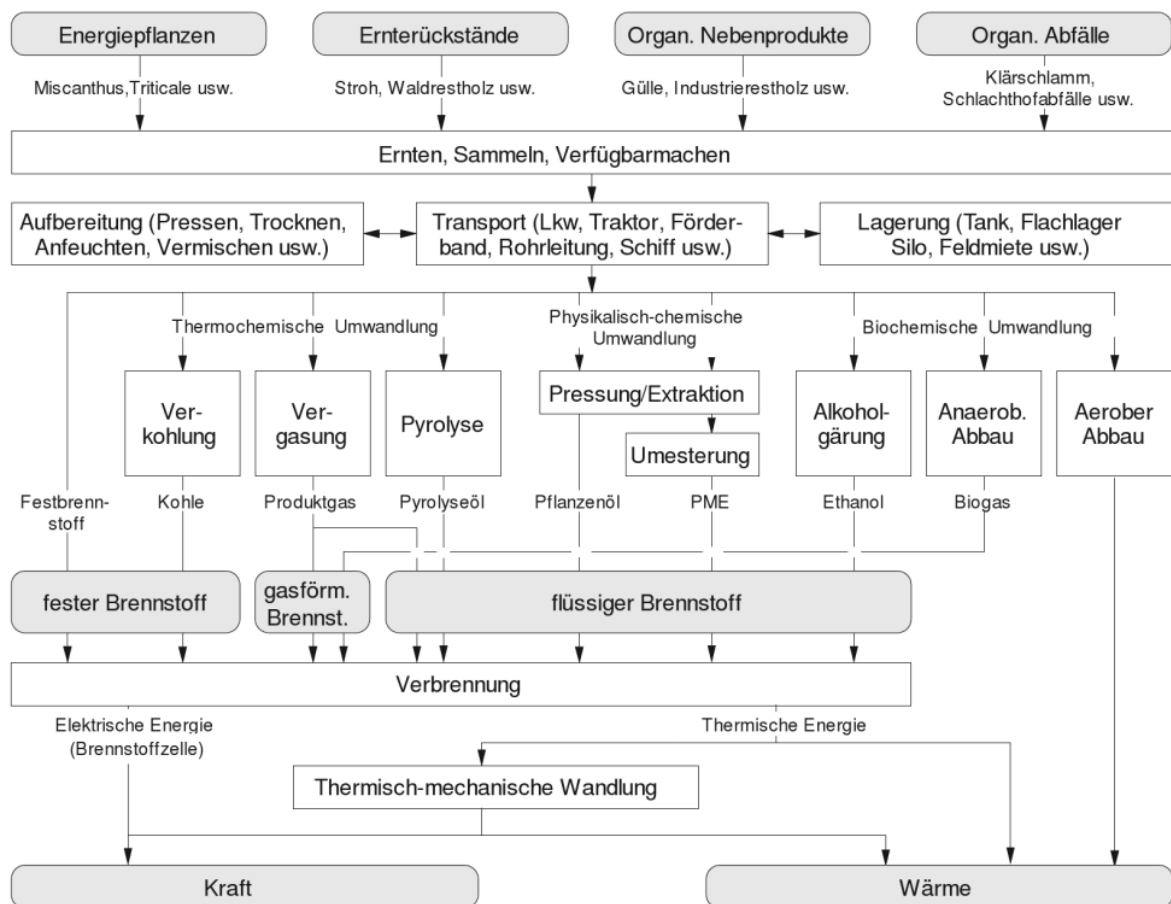 Energiepflanzen
Ernterückstände
Organ. Nebenprodukte
Organ. Abfälle
Miscanthus,Triticale usw.
Stroh, Waldrestholz usw.
Gülle, Industrierestholz usw.
Klärschlamm,
Schlachthofabfälle usw.
Ernten, Sammeln, Verfügbarmachen
Aufbereitung (Pressen, Trocknen,
Anfeuchten, Vermischen usw.)
Transport (Lkw, Traktor, Förder-
band, Rohrleitung, Schiff usw.)
Lagerung (Tank, Flachlager
Silo, Feldmiete usw.)
Thermochemische Umwandlung
Physikalisch-chemische
Umwandlung
Biochemische Umwandlung
Ver-
kohlung
Ver-
gasung
Pyrolyse
Pressung/Extraktion
Umesterung
Alkohol-
gärung
Anaerob.
Abbau
Aerober
Abbau
Festbrenn-
stoff
Kohle
Produktgas
Pyrolyseöl
Pflanzenöl
PME
Ethanol
Biogas
fester Brennstoff
gasförm.
Brennst.
flüssiger Brennstoff
Verbrennung
Elektrische Energie
(Brennstoffzelle)
Thermische Energie
Thermisch-mechanische Wandlung
Kraft
Wärme